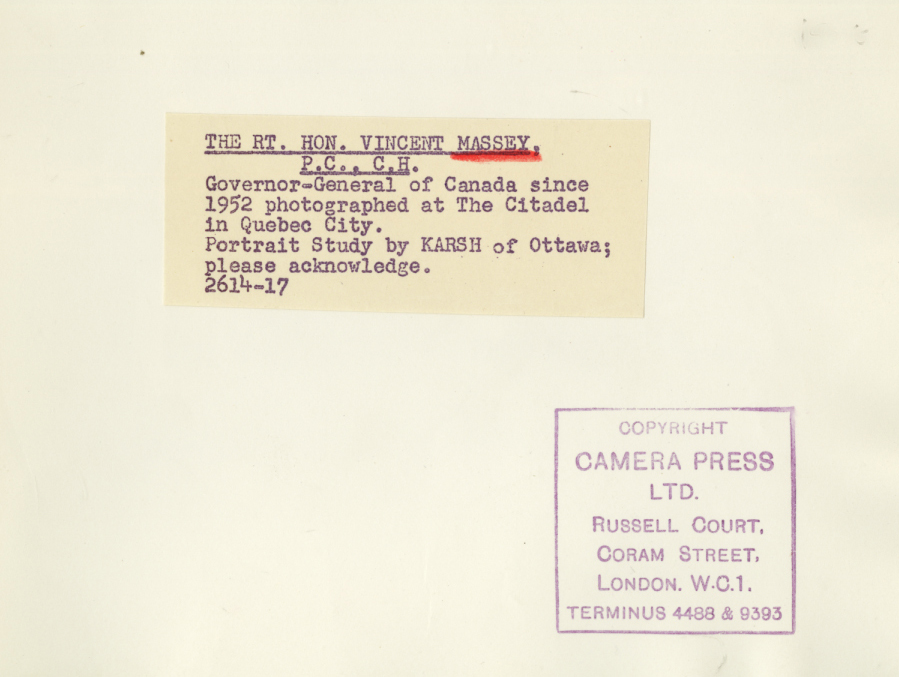 THE RT. HON. VINCENT MASSEY,
P.C., C.H.
Governor-General of Canada since
1952 photographed at The Citadel
in Quebec City.
Portrait Study by KARSH of Ottawa;
please acknowledge.
2614-17
COPYRIGHT
CAMERA PRESS
LTD.
RUSSELL COURT,
CORAM STREET,
LONDON. W.C.1.
TERMINUS 4488 & 9393